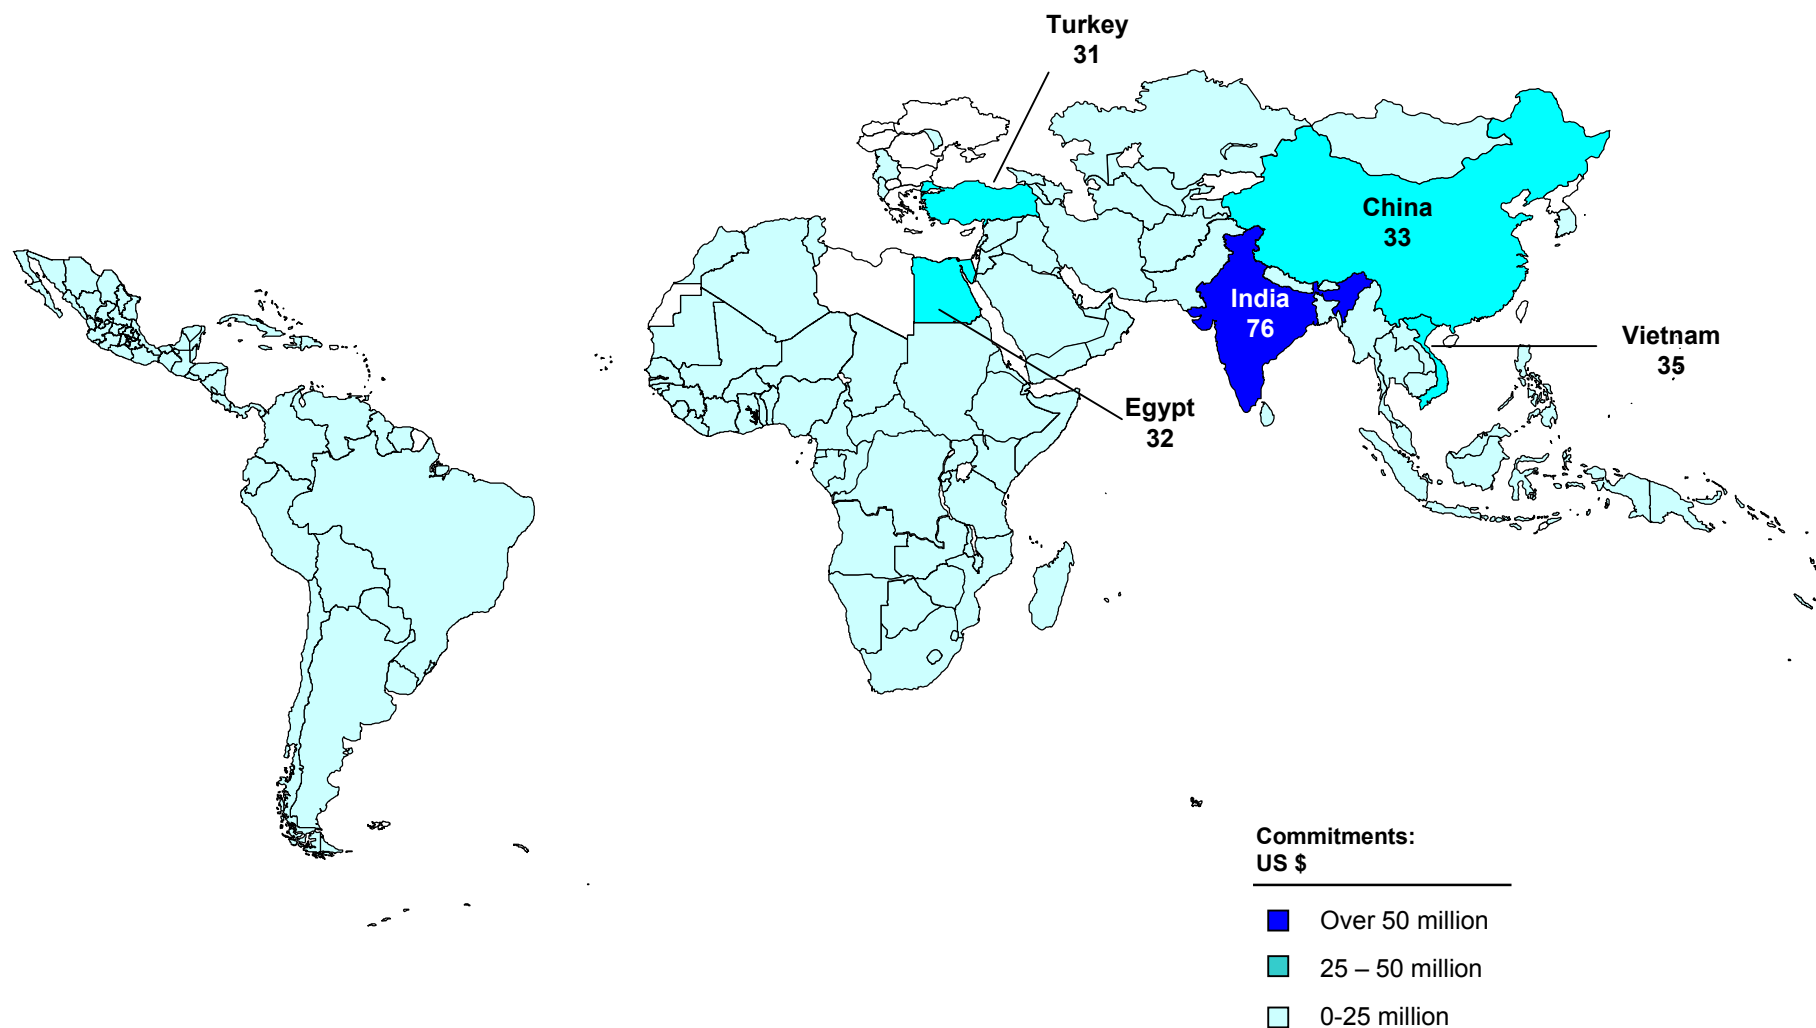 Turkey
31
China
33
India
76
Vietnam
35
Egypt
32
Commitments:
US $
Over 50 million
25 – 50 million
0-25 million